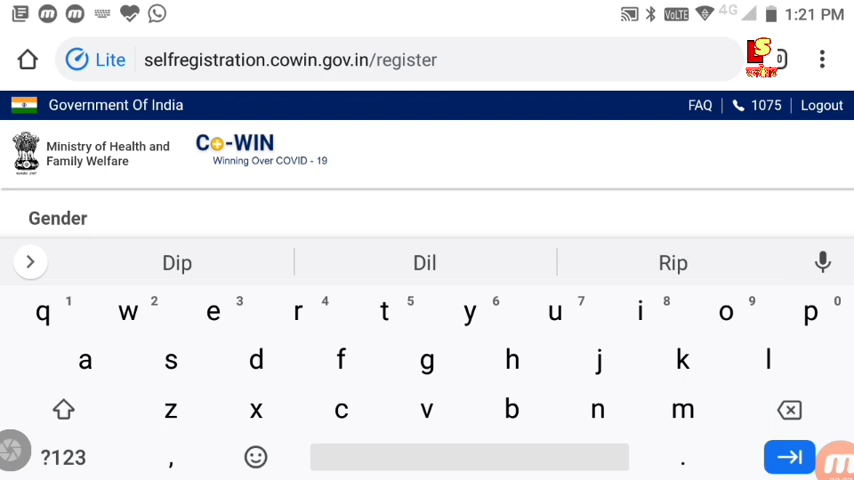 1:21 PM
VoLTE 4G
Lite selfregistration.cowin.gov.in/register
LS
Government Of India FAQ 1075 Logout
Ministry of Health and
Family Welfare
Co-WIN
Winning Over COVID - 19
Gender
Dip Dil Rip
q 1 w 2 e 3 r 4 t 5 y 6 u 7 i 8 o 9 p 0
a s d f g h j k l
z x c v b n m
?123 , .